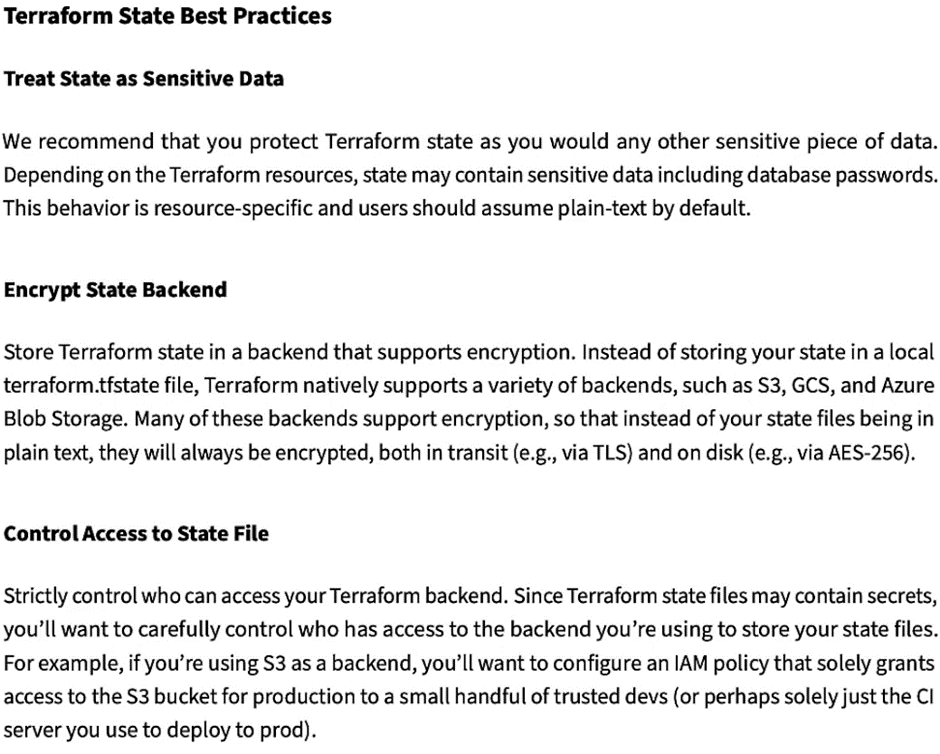 Terraform State Best Practices
Treat State as Sensitive Data
We recommend that you protect Terraform state as you would any other sensitive piece of data.
Depending on the Terraform resources, state may contain sensitive data including database passwords.
This behavior is resource-specific and users should assume plain-text by default.
Encrypt State Backend
Store Terraform state in a backend that supports encryption. Instead of storing your state in a local
terraform.tfstate file, Terraform natively supports a variety of backends, such as S3, GCS, and Azure
Blob Storage. Many of these backends support encryption, so that instead of your state files being in
plain text, they will always be encrypted, both in transit (e.g., via TLS) and on disk (e.g., via AES-256).
Control Access to State File
Strictly control who can access your Terraform backend. Since Terraform state files may contain secrets,
you’ll want to carefully control who has access to the backend you’re using to store your state files.
For example, if you’re using S3 as a backend, you’ll want to configure an IAM policy that solely grants
access to the S3 bucket for production to a small handful of trusted devs (or perhaps solely just the CI
server you use to deploy to prod).